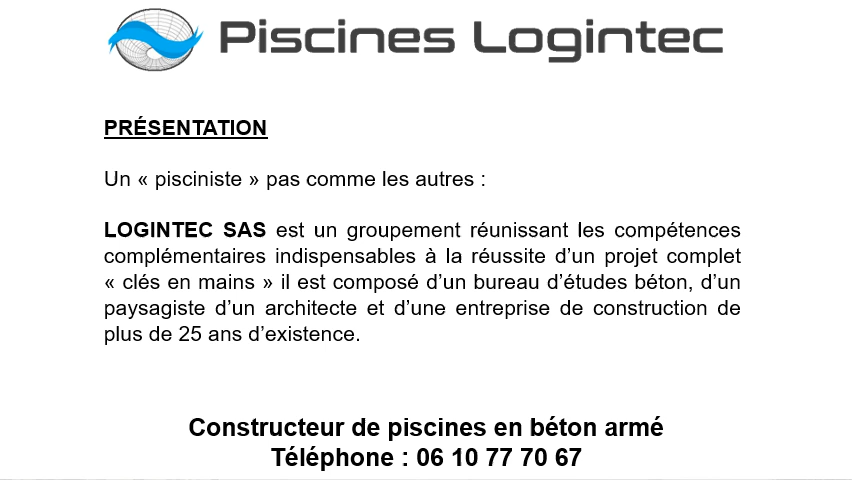 Piscines Logintec
PRÉSENTATION
Un « pisciniste » pas comme les autres :
LOGINTEC SAS est un groupement réunissant les compétences
complémentaires indispensables à la réussite d’un projet complet
« clés en mains » il est composé d’un bureau d’études béton, d’un
paysagiste d’un architecte et d’une entreprise de construction de
plus de 25 ans d’existence.
Constructeur de piscines en béton armé
Téléphone : 06 10 77 70 67